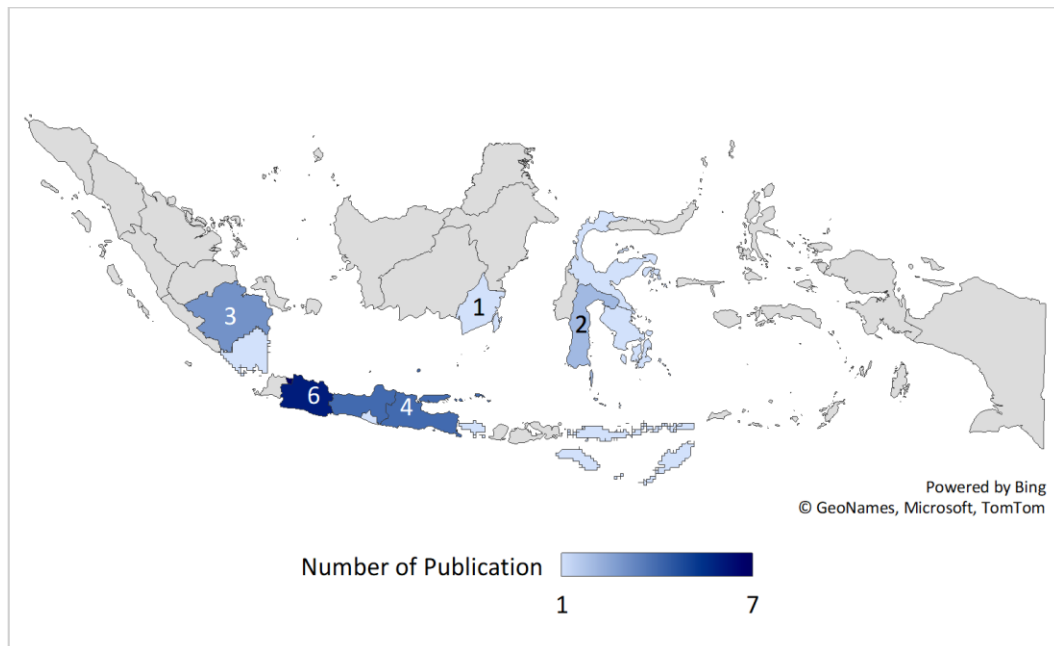 1
3
2
6
4
Powered by Bing
© GeoNames, Microsoft, TomTom
Number of Publication
1
7